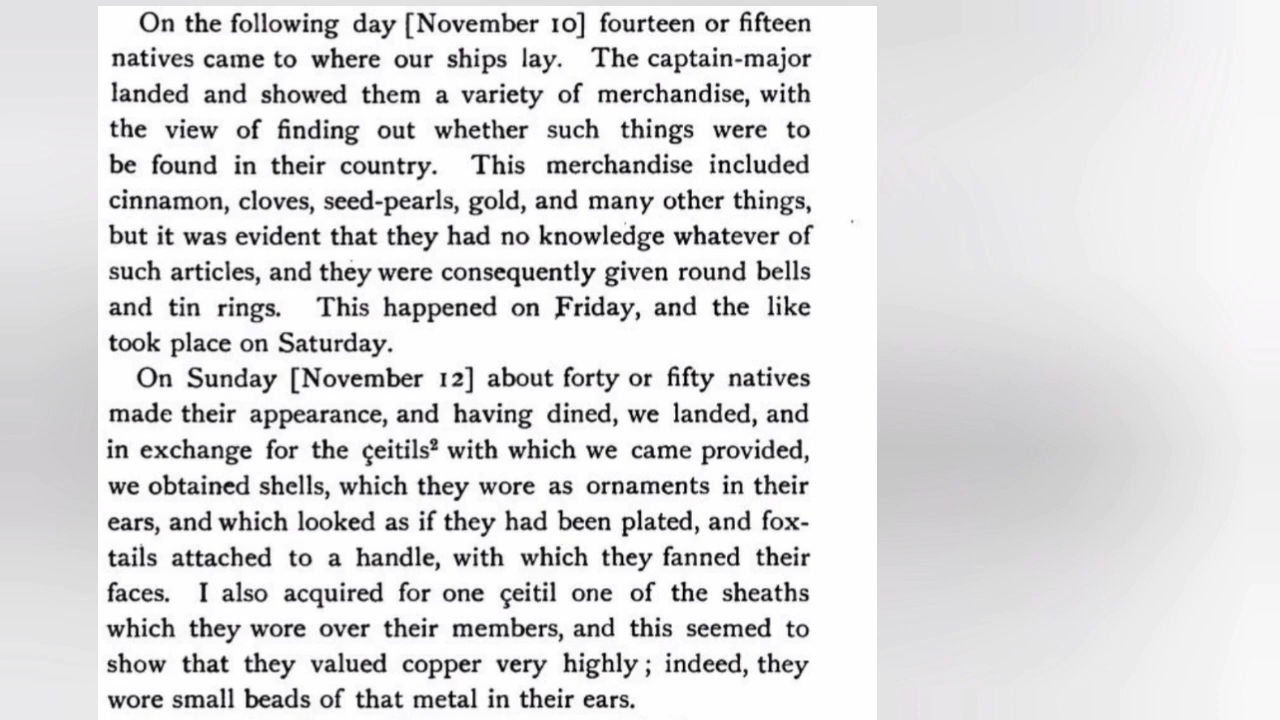 On the following day [November 10] fourteen or fifteen
natives came to where our ships lay. The captain-major
landed and showed them a variety of merchandise, with
the view of finding out whether such things were to
be found in their country. This merchandise included
cinnamon, cloves, seed-pearls, gold, and many other things,
but it was evident that they had no knowledge whatever of
such articles, and they were consequently given round bells
and tin rings. This happened on Friday, and the like
took place on Saturday.
On Sunday [November 12] about forty or fifty natives
made their appearance, and having dined, we landed, and
in exchange for the çeitils² with which we came provided,
we obtained shells, which they wore as ornaments in their
ears, and which looked as if they had been plated, and fox-
tails attached to a handle, with which they fanned their
faces. I also acquired for one çeitil one of the sheaths
which they wore over their members, and this seemed to
show that they valued copper very highly; indeed, they
wore small beads of that metal in their ears.